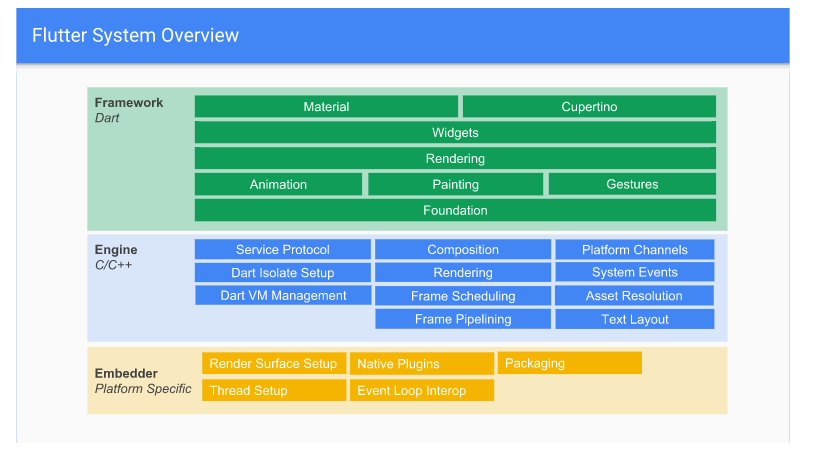 Flutter System Overview
Framework
Dart
Material
Cupertino
Widgets
Rendering
Animation
Painting
Gestures
Foundation
Engine
C/C++
Service Protocol
Composition
Platform Channels
Dart Isolate Setup
Rendering
System Events
Dart VM Management
Frame Scheduling
Asset Resolution
Frame Pipelining
Text Layout
Embedder
Platform Specific
Render Surface Setup
Native Plugins
Packaging
Thread Setup
Event Loop Interop